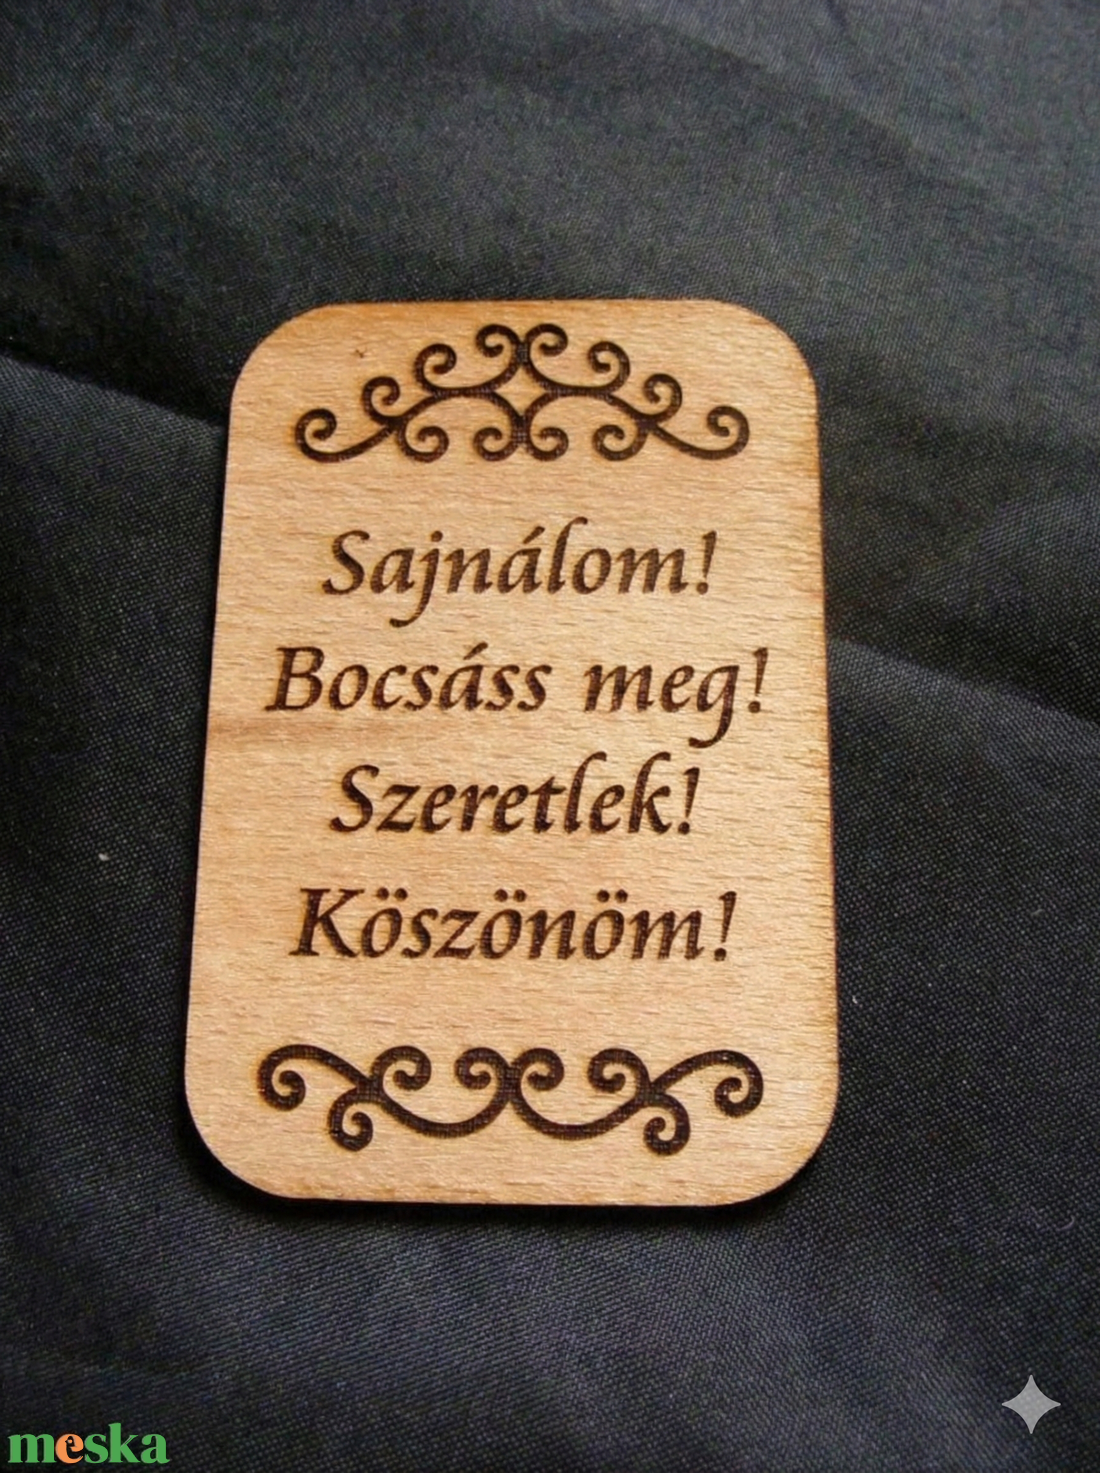 Sajnálom!
Bocsáss meg!
Szeretlek!
Köszönöm!
meska